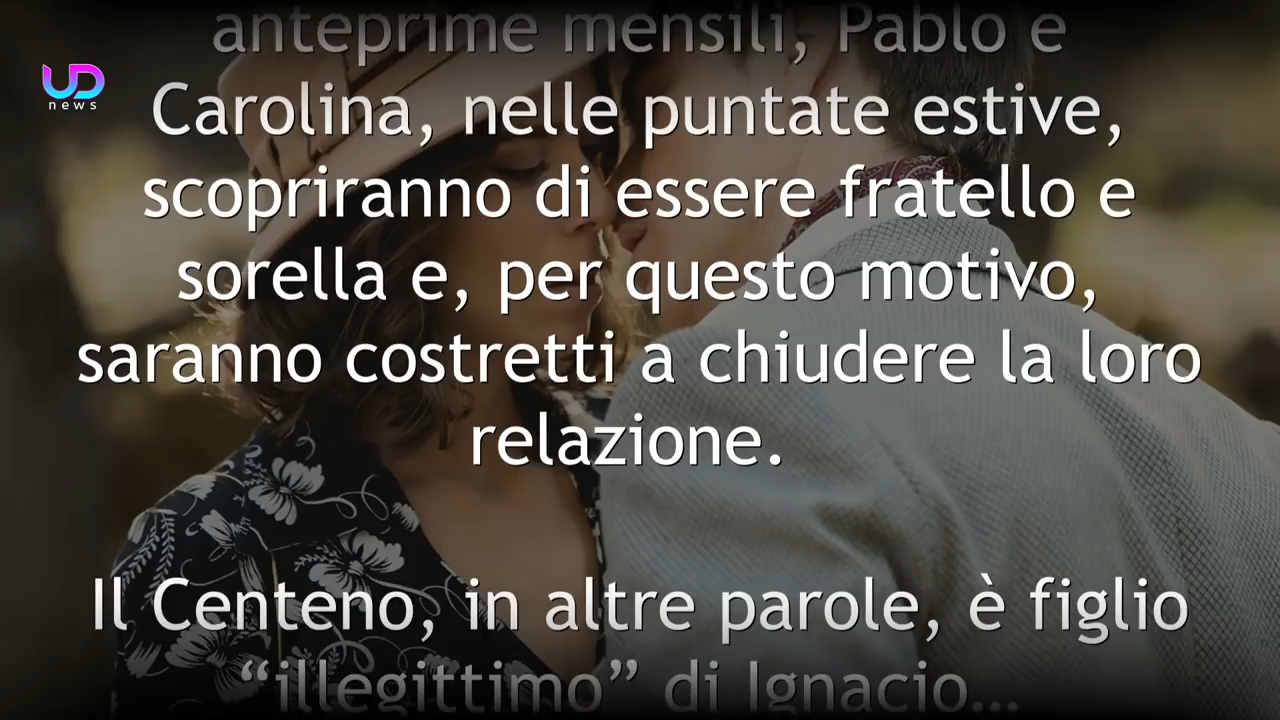 anteprime mensili, Pablo e
UD
news
Carolina, nelle puntate estive,
scopriranno di essere fratello e
sorella e, per questo motivo,
saranno costretti a chiudere la loro
relazione.
Il Centeno, in altre parole, è figlio
“illegittimo” di Ignacio...